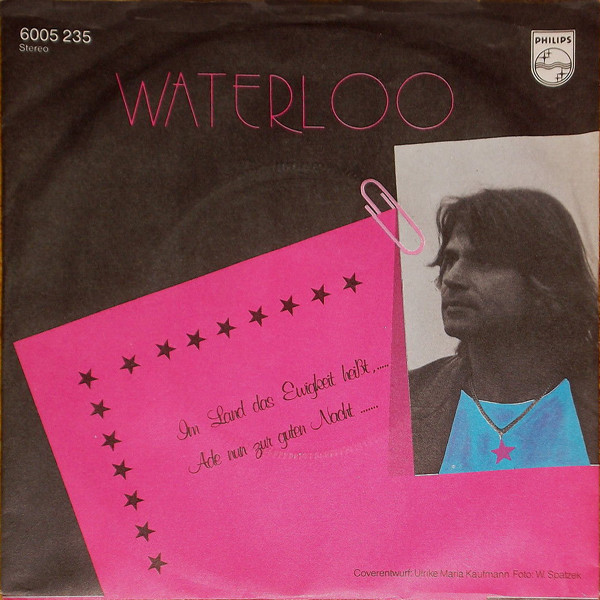 6005 235
Stereo
PHILIPS
WATERLOO
Im Land das Ewigkeit heißt,......
Ade nun zur guten Nacht.......
Coverentwurf: Ulrike Maria Kaufmann Foto: W. Spatzek